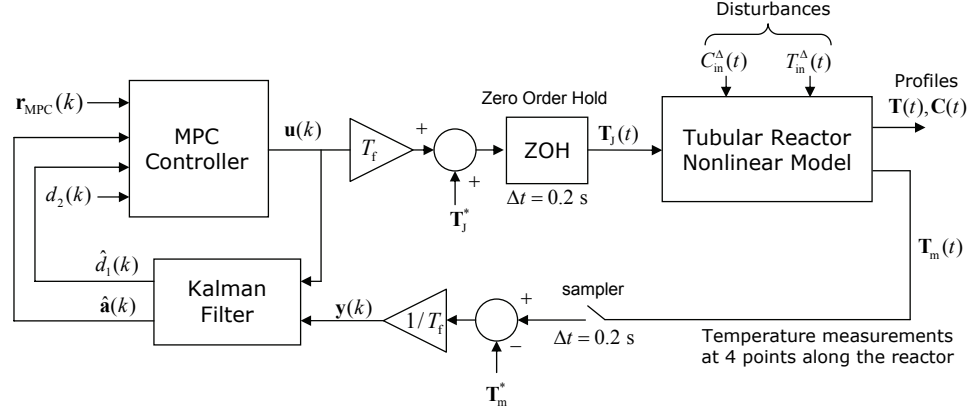 Disturbances
C_in^Δ(t) T_in^Δ(t)
Profiles
T(t), C(t)
r_MPC(k)
MPC
Controller
u(k)
T_f
+
+
T_J^*
Zero Order Hold
ZOH
Δt = 0.2 s
T_J(t)
Tubular Reactor
Nonlinear Model
d_2(k)
T_m(t)
d̂_1(k)
â(k)
Kalman
Filter
y(k)
1/T_f
+
−
T_m^*
sampler
Δt = 0.2 s
Temperature measurements
at 4 points along the reactor